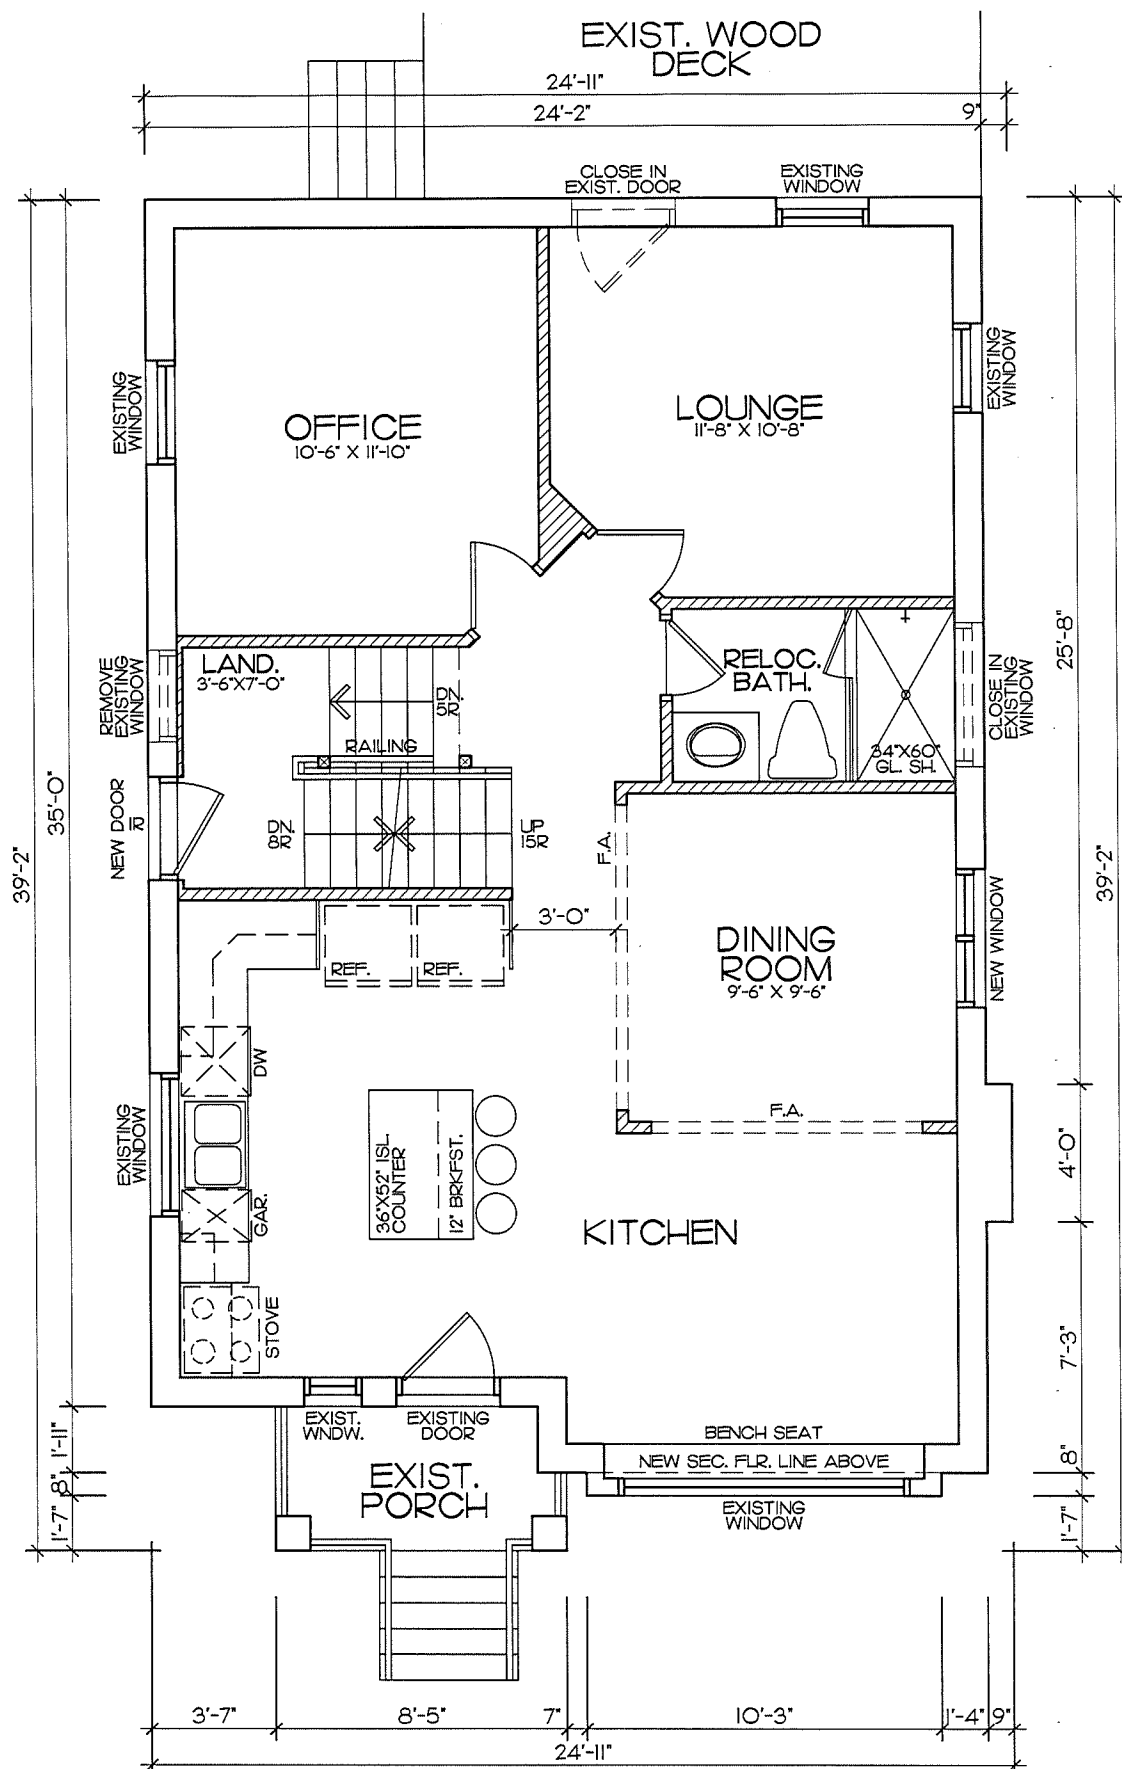 EXIST. WOOD
DECK
24'-11"
24'-2"
9"
CLOSE IN
EXIST. DOOR
EXISTING
WINDOW
EXISTING
WINDOW
OFFICE
10'-6" X 11'-10"
LOUNGE
11'-8" X 10'-8"
EXISTING
WINDOW
39'-2"
35'-0"
25'-8"
39'-2"
REMOVE
EXISTING
WINDOW
LAND.
3'-6"X7'-0"
DN.
5R
RAILING
RELOC.
BATH.
34"X60"
GL. SH.
CLOSE IN
EXISTING
WINDOW
NEW DOOR
1R
DN.
8R
UP
15R
F.A.
3'-0"
REF.
REF.
DINING
ROOM
9'-6" X 9'-6"
NEW WINDOW
DW
EXISTING
WINDOW
GAR.
36"X52" ISL.
COUNTER
12" BRKFST.
F.A.
4'-0"
KITCHEN
STOVE
7'-3"
EXIST.
WNDW.
EXISTING
DOOR
BENCH SEAT
NEW SEC. FLR. LINE ABOVE
EXISTING
WINDOW
EXIST.
PORCH
1'-11"
8"
1'-7"
8"
1'-7"
3'-7"
8'-5"
7"
10'-3"
1'-4"
9"
24'-11"